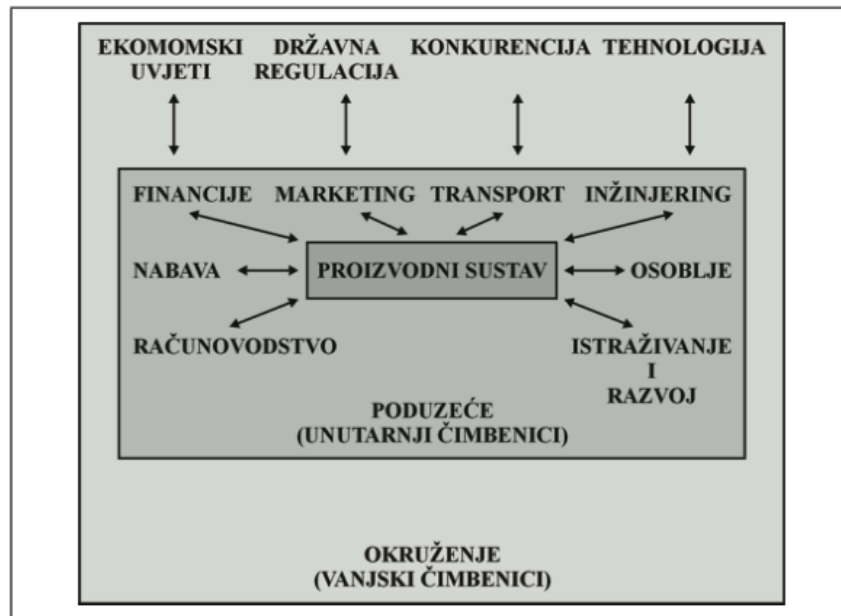 EKOMOMSKI UVJETI
DRŽAVNA REGULACIJA
KONKURENCIJA
TEHNOLOGIJA
FINANCIJE
MARKETING
TRANSPORT
INŽINJERING
NABAVA
PROIZVODNI SUSTAV
OSOBLJE
RAČUNOVODSTVO
ISTRAŽIVANJE
I
RAZVOJ
PODUZEĆE
(UNUTARNJI ČIMBENICI)
OKRUŽENJE
(VANJSKI ČIMBENICI)